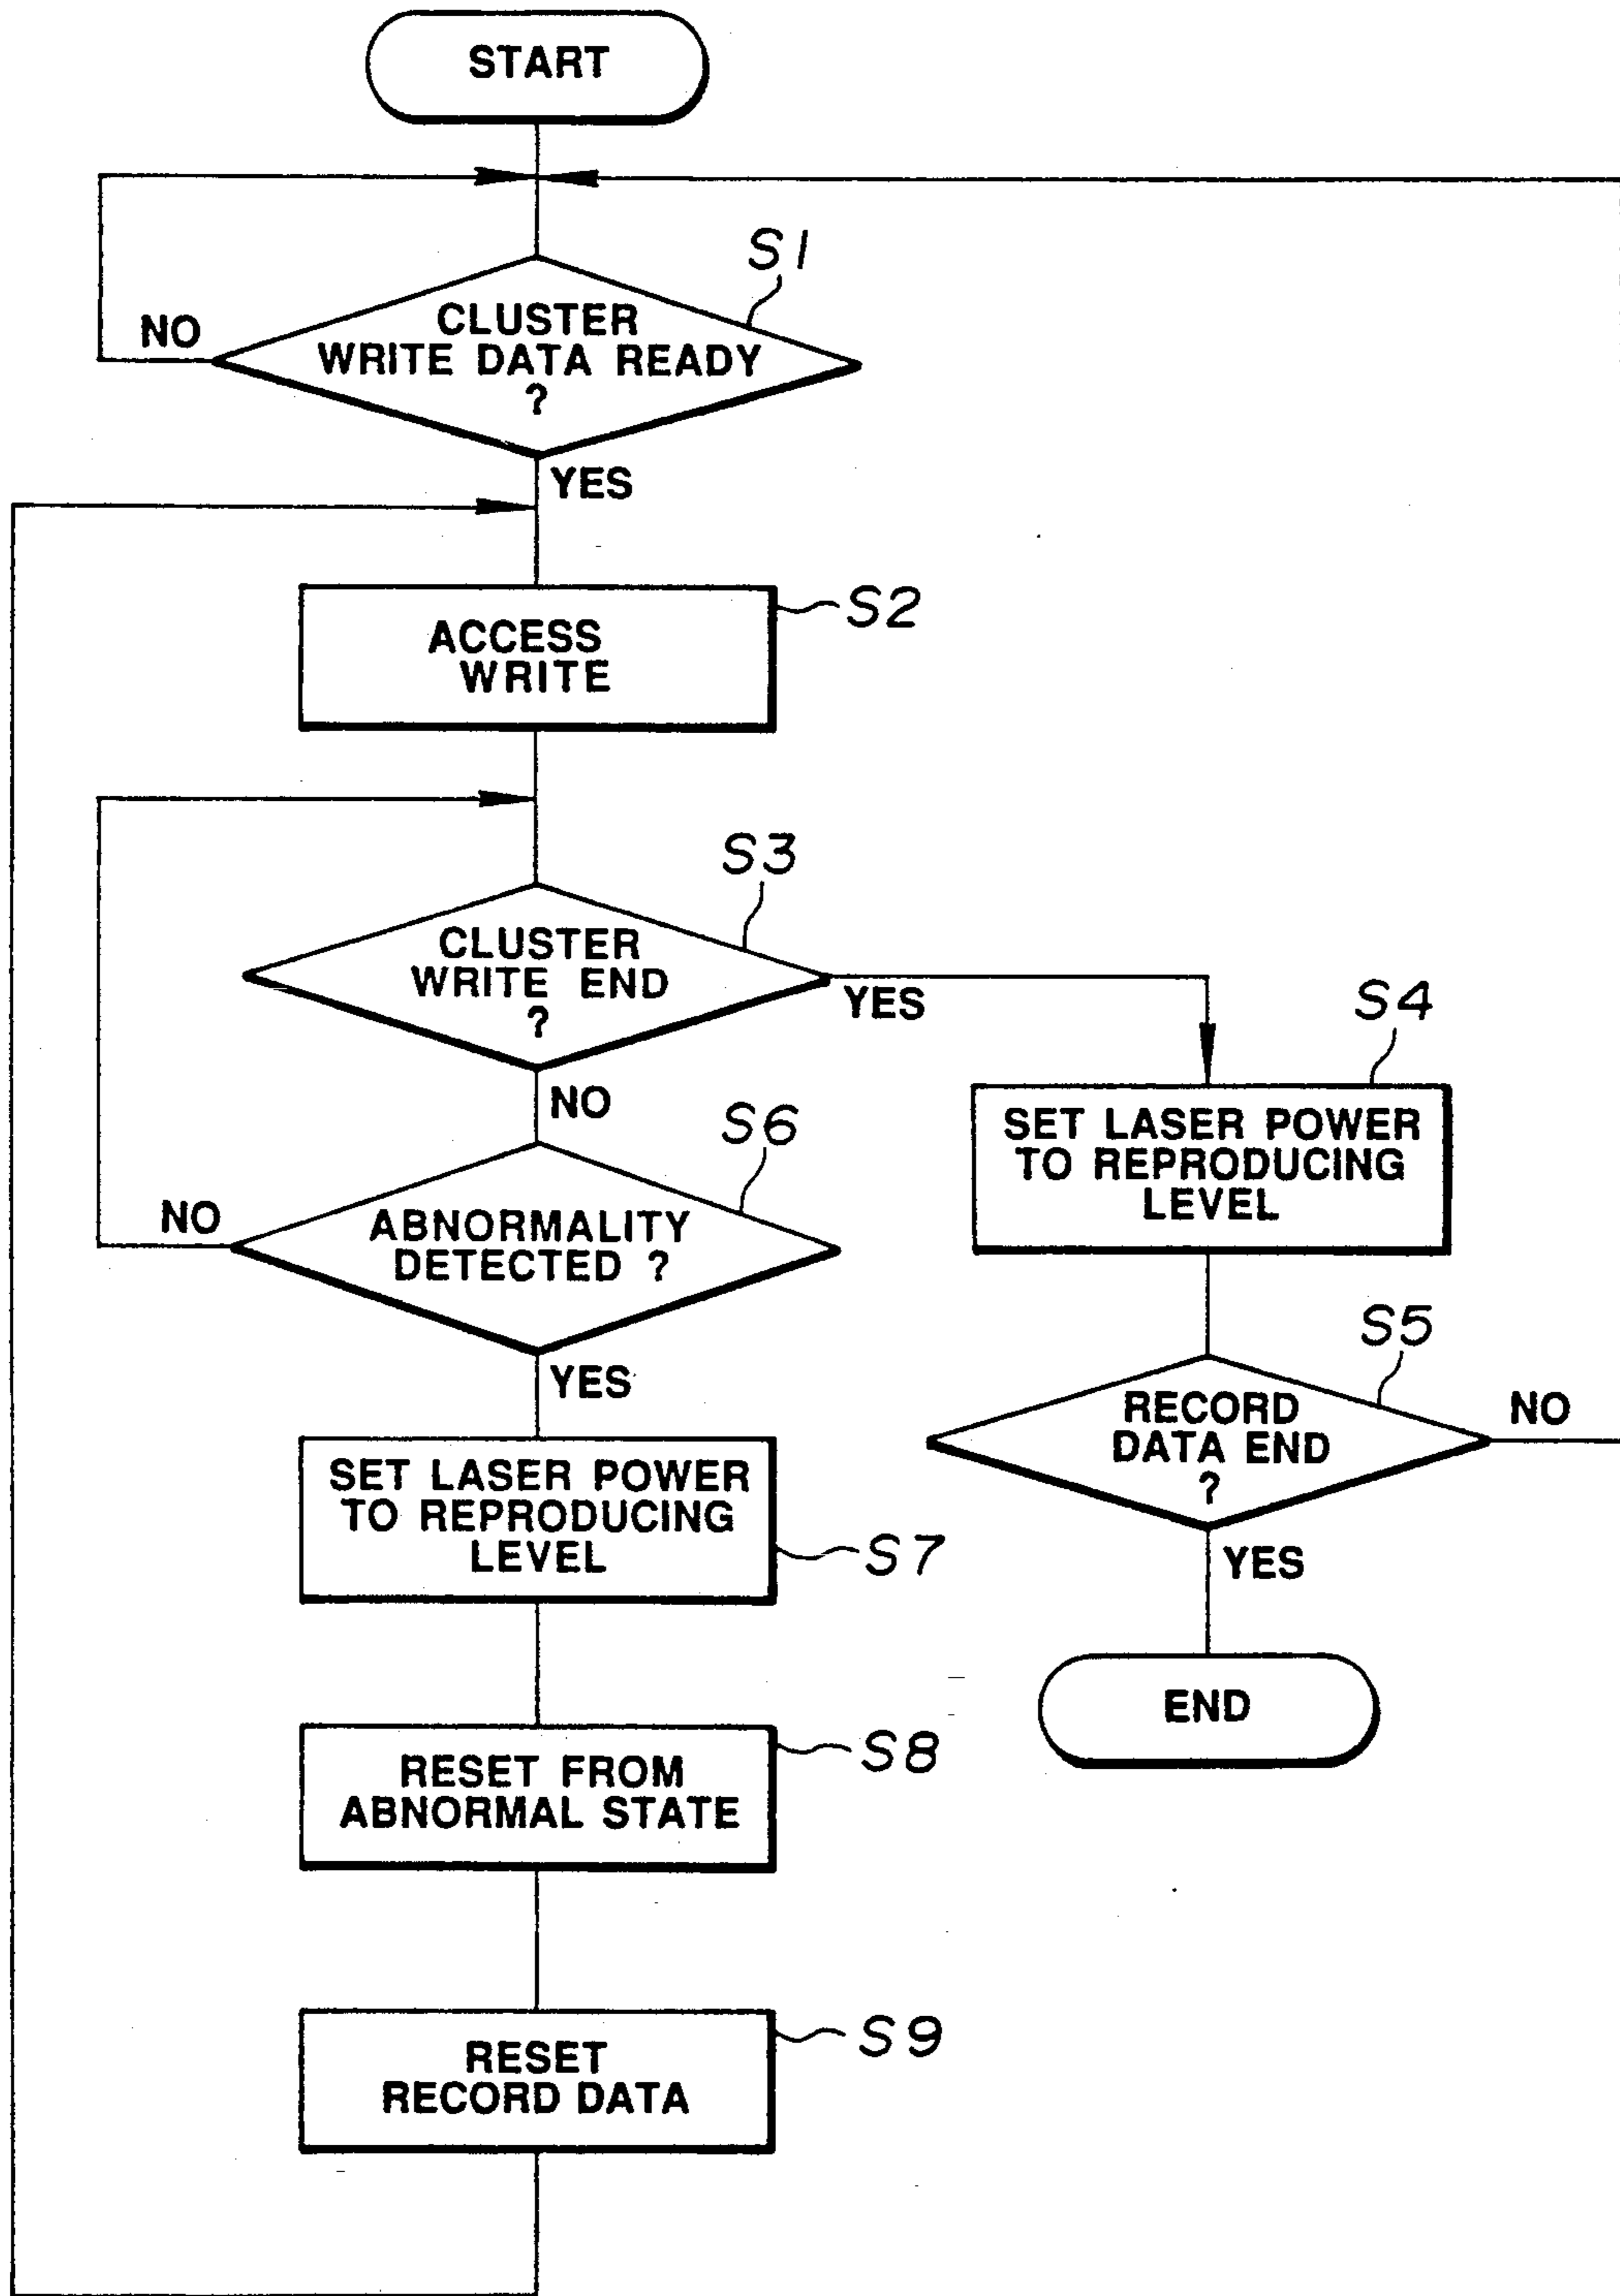 START
S1
CLUSTER
WRITE DATA READY
?
NO
YES
S2
ACCESS
WRITE
S3
CLUSTER
WRITE END
?
YES
NO
S4
SET LASER POWER
TO REPRODUCING
LEVEL
S6
ABNORMALITY
DETECTED ?
NO
YES
S5
RECORD
DATA END
?
NO
YES
END
SET LASER POWER
TO REPRODUCING
LEVEL
S7
RESET FROM
ABNORMAL STATE
S8
RESET
RECORD DATA
S9